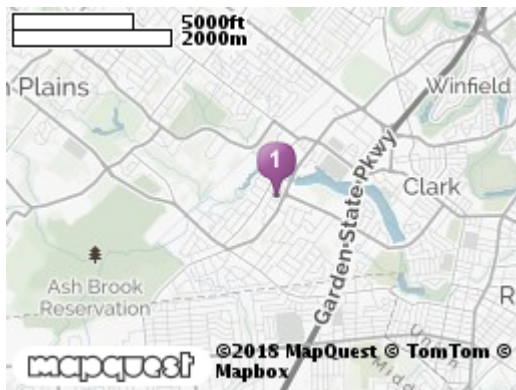 5000ft
2000m
n Plains
Winfield
1
Garden State Pkwy
Clark
Ash Brook
Reservation
R
mapquest
©2018 MapQuest © TomTom ©
Mapbox